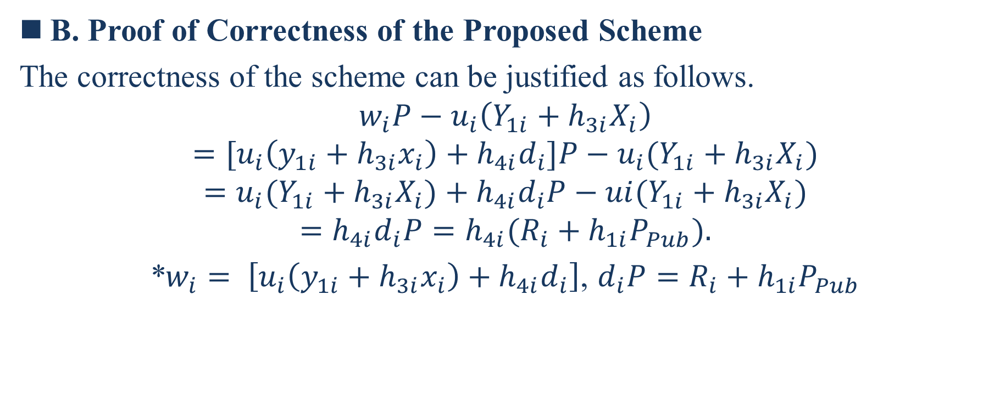 ■ B. Proof of Correctness of the Proposed Scheme
The correctness of the scheme can be justified as follows.
$w_iP - u_i(Y_{1i} + h_{3i}X_i)$
$= [u_i(y_{1i} + h_{3i}x_i) + h_{4i}d_i]P - u_i(Y_{1i} + h_{3i}X_i)$
$= u_i(Y_{1i} + h_{3i}X_i) + h_{4i}d_iP - ui(Y_{1i} + h_{3i}X_i)$
$= h_{4i}d_iP = h_{4i}(R_i + h_{1i}P_{Pub}).$
*$w_i = [u_i(y_{1i} + h_{3i}x_i) + h_{4i}d_i], d_iP = R_i + h_{1i}P_{Pub}$